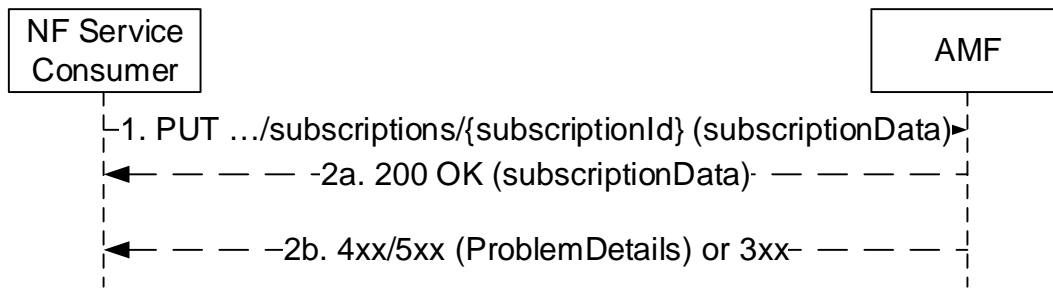 NF Service
Consumer
AMF
1. PUT …/subscriptions/{subscriptionId} (subscriptionData)
2a. 200 OK (subscriptionData)
2b. 4xx/5xx (ProblemDetails) or 3xx